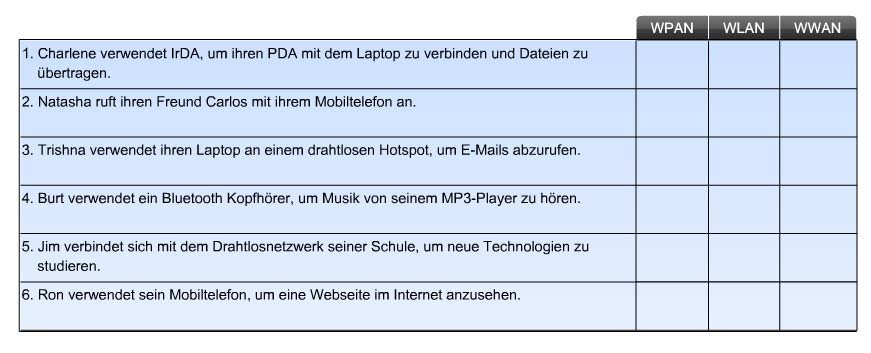 WPAN WLAN WWAN
1. Charlene verwendet IrDA, um ihren PDA mit dem Laptop zu verbinden und Dateien zu
übertragen.
2. Natasha ruft ihren Freund Carlos mit ihrem Mobiltelefon an.
3. Trishna verwendet ihren Laptop an einem drahtlosen Hotspot, um E-Mails abzurufen.
4. Burt verwendet ein Bluetooth Kopfhörer, um Musik von seinem MP3-Player zu hören.
5. Jim verbindet sich mit dem Drahtlosnetzwerk seiner Schule, um neue Technologien zu
studieren.
6. Ron verwendet sein Mobiltelefon, um eine Webseite im Internet anzusehen.